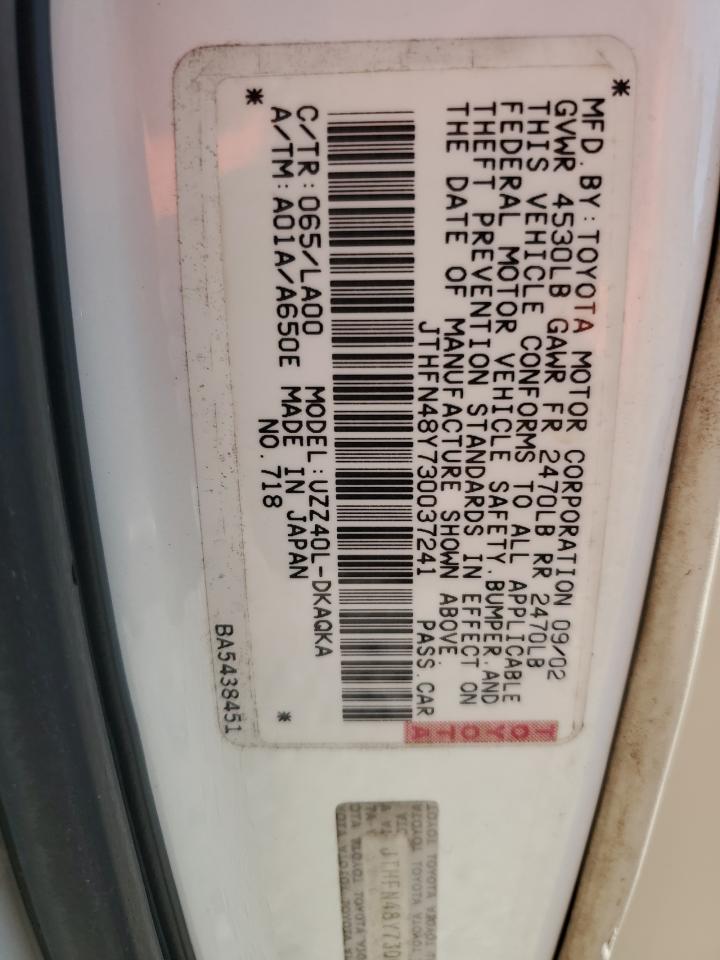 *
MFD. BY: TOYOTA MOTOR CORPORATION 09/02
GVWR 4530LB GAWR FR 2470LB RR 2470LB
THIS VEHICLE CONFORMS TO ALL APPLICABLE
FEDERAL MOTOR VEHICLE SAFETY, BUMPER, AND
THEFT PREVENTION STANDARDS IN EFFECT ON
THE DATE OF MANUFACTURE SHOWN ABOVE.
JTHFN48Y730037241 PASS.CAR
TOYOTA
C/TR: 065/LA00 MODEL: UZZ40L-DKAQKA
A/TM: A01A/A650E MADE IN JAPAN
* NO. 718 *
BA5438451
TOYOTA TOYOTA
JTHFN48Y730